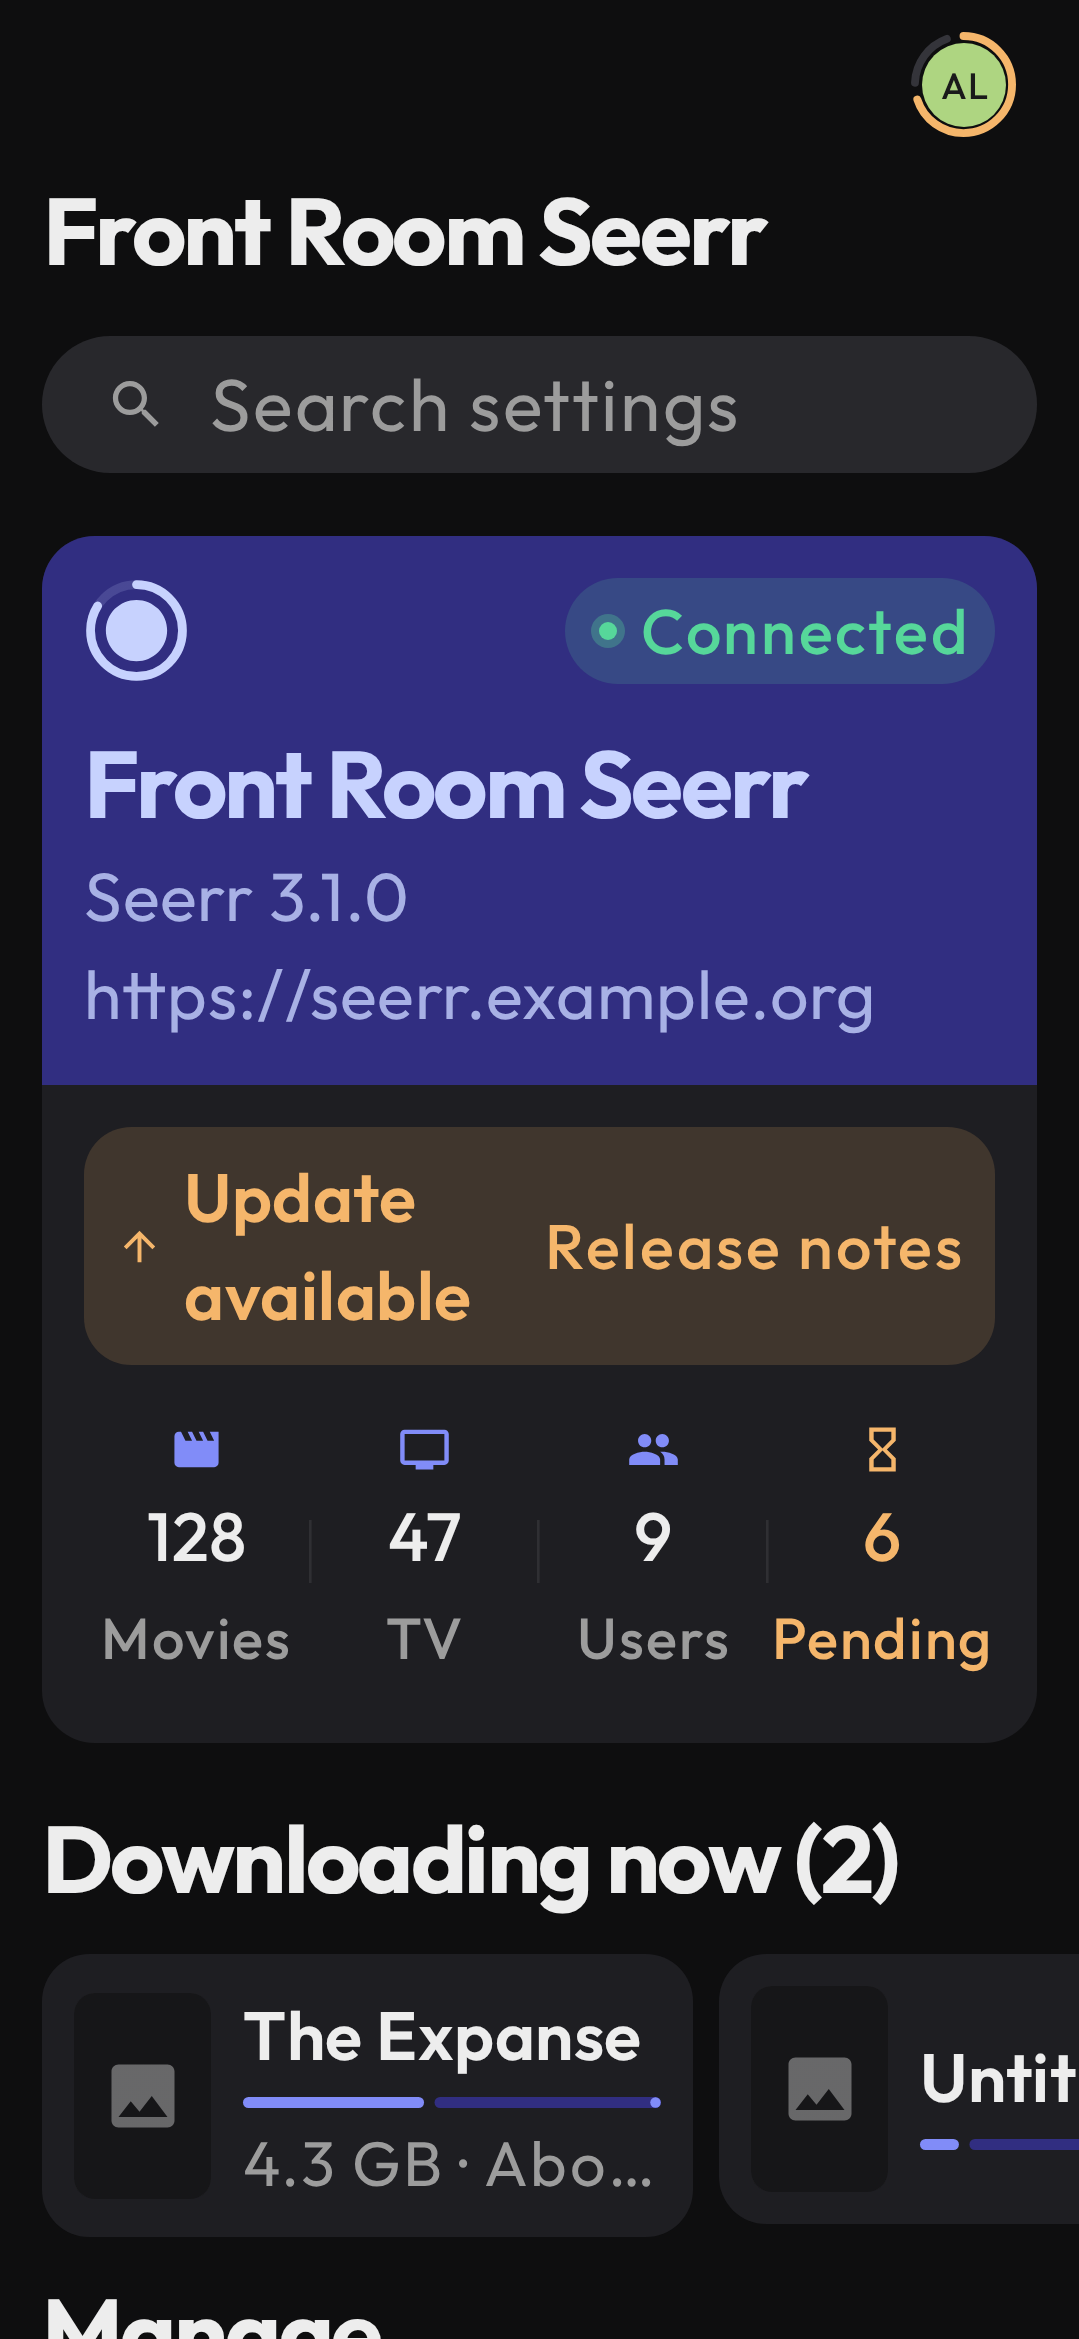 AL
Front Room Seerr
Search settings
Connected
Front Room Seerr
Seerr 3.1.0
https://seerr.example.org
Update
available
Release notes
128
47
9
6
Movies
TV
Users
Pending
Downloading now (2)
The Expanse
4.3 GB · Abo…
Untit
Manage